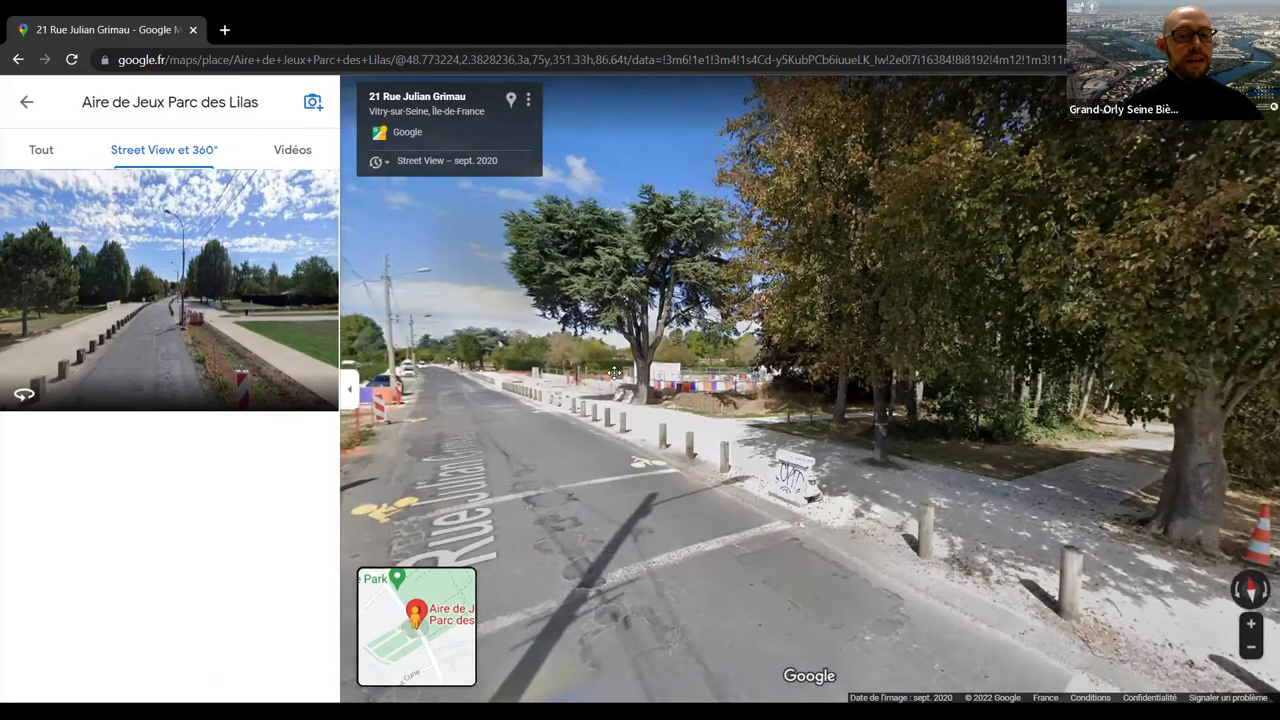 21 Rue Julian Grimau - Google M
google.fr/maps/place/Aire+de+Jeux+Parc+des+Lilas/@48.773224,2.3828236,3a,75y,351.33h,86.64t/data=!3m6!1e1!3m4!1s4Cd-y5KubPCb6iuueLK_Iw!2e0!7i16384!8i8192!4m12!1m3!11m
Grand-Orly Seine Biè...
Aire de Jeux Parc des Lilas
Tout
Street View et 360°
Vidéos
21 Rue Julian Grimau
Vitry-sur-Seine, Île-de-France
Google
Street View – sept. 2020
Rue Julian Grimau
e Park
Aire de J
Parc des
Curie
Google
Date de l'image : sept. 2020
© 2022 Google
France
Conditions
Confidentialité
Signaler un problème